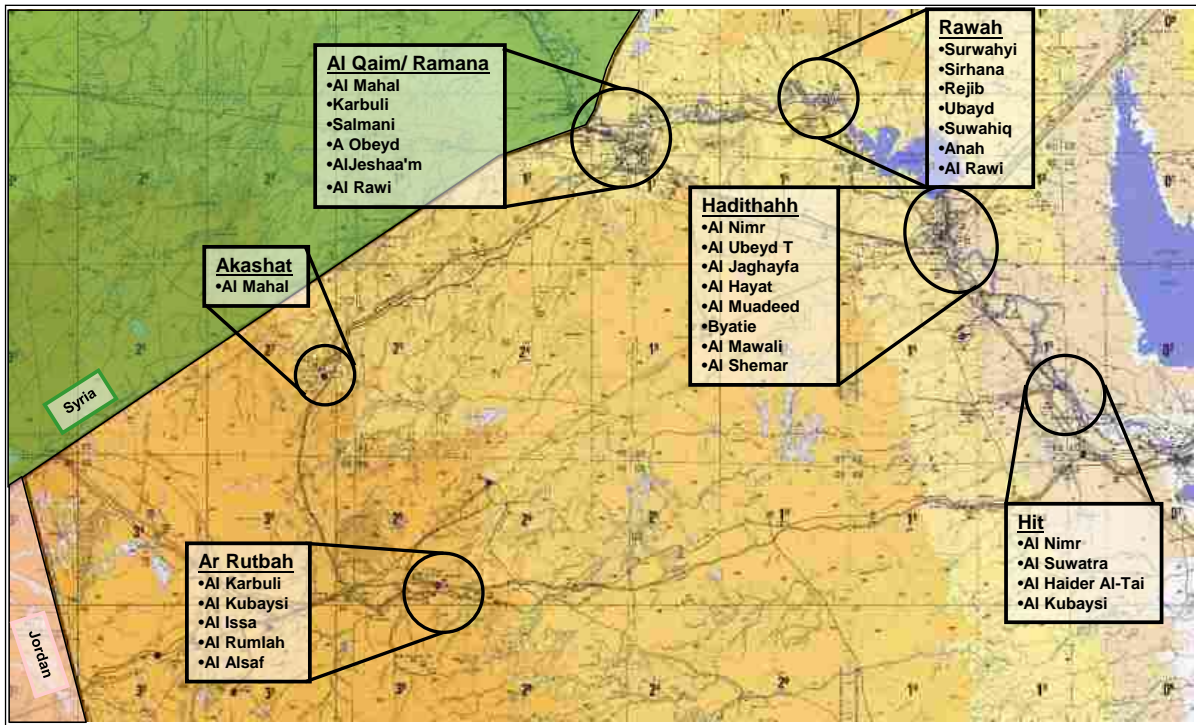 Al Qaim/ Ramana
•Al Mahal
•Karbuli
•Salmani
•A Obeyd
•AlJeshaa'm
•Al Rawi
Rawah
•Surwahyi
•Sirhana
•Rejib
•Ubayd
•Suwahiq
•Anah
•Al Rawi
Hadithahh
•Al Nimr
•Al Ubeyd T
•Al Jaghayfa
•Al Hayat
•Al Muadeed
•Byatie
•Al Mawali
•Al Shemar
Akashat
•Al Mahal
Syria
Hit
•Al Nimr
•Al Suwatra
•Al Haider Al-Tai
•Al Kubaysi
Ar Rutbah
•Al Karbuli
•Al Kubaysi
•Al Issa
•Al Rumlah
•Al Alsaf
Jordan